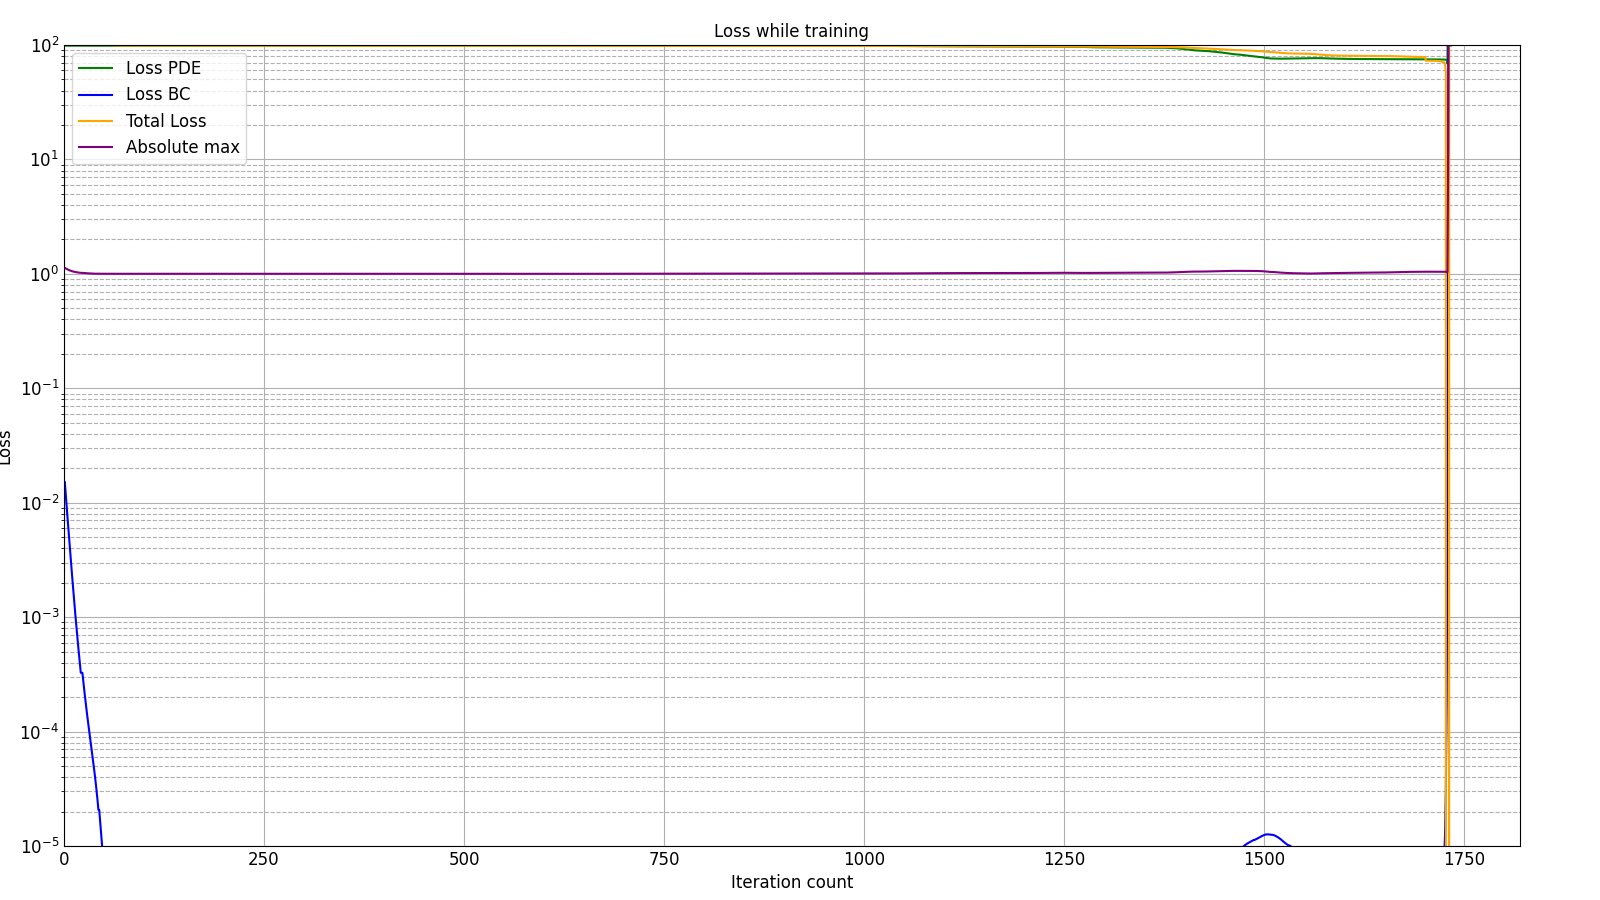 Loss while training
10²
10¹
10⁰
10⁻¹
10⁻²
10⁻³
10⁻⁴
10⁻⁵
Loss
Loss PDE
Loss BC
Total Loss
Absolute max
0 250 500 750 1000 1250 1500 1750
Iteration count